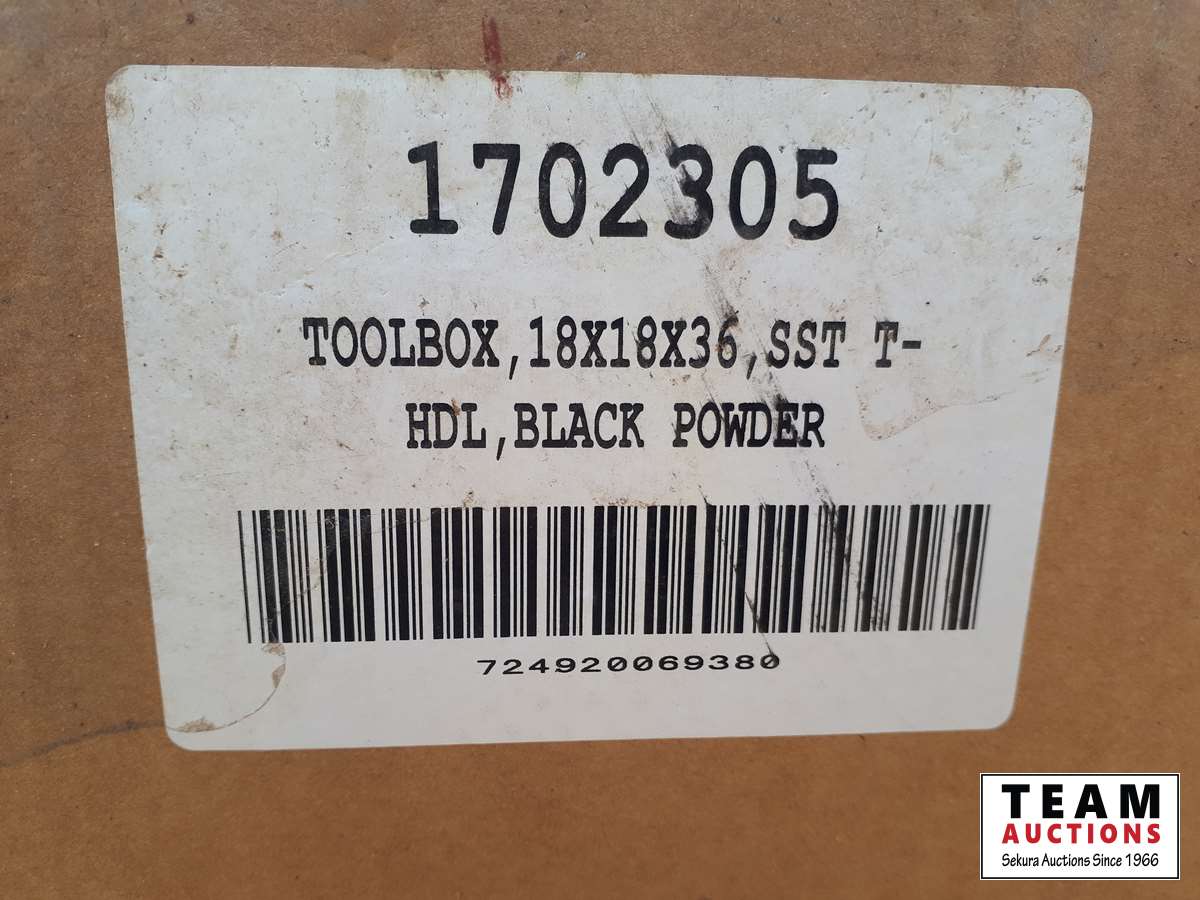 1702305
TOOLBOX,18X18X36,SST T-
HDL,BLACK POWDER
724920069380
TEAM
AUCTIONS
Sekura Auctions Since 1966